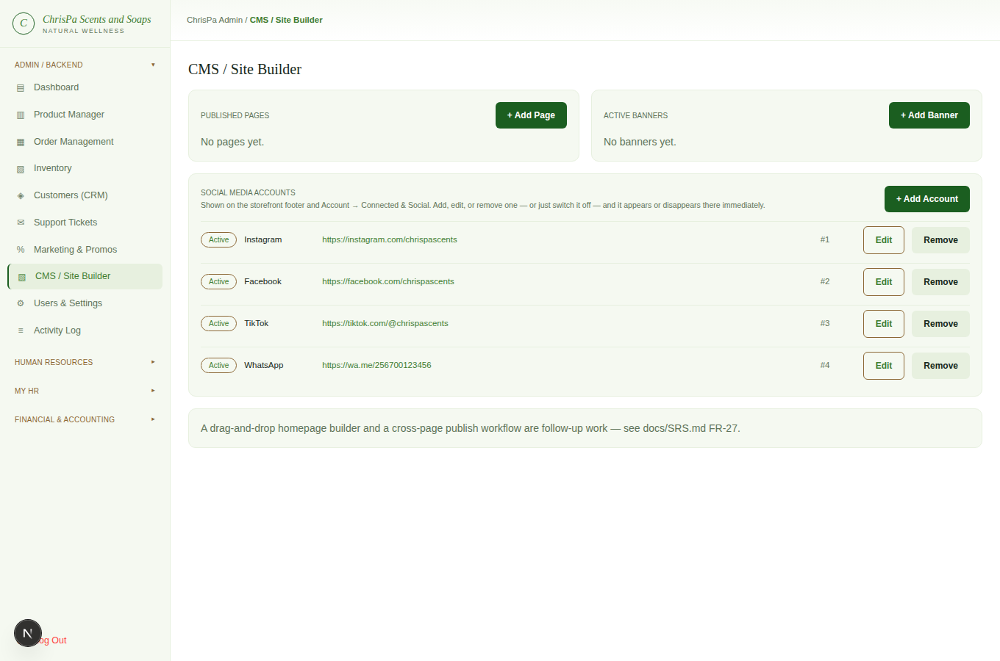 C
ChrisPa Scents and Soaps
NATURAL WELLNESS
ADMIN / BACKEND
Dashboard
Product Manager
Order Management
Inventory
Customers (CRM)
Support Tickets
% Marketing & Promos
CMS / Site Builder
Users & Settings
Activity Log
HUMAN RESOURCES
MY HR
FINANCIAL & ACCOUNTING
N
og Out
ChrisPa Admin / CMS / Site Builder
CMS / Site Builder
PUBLISHED PAGES
+ Add Page
No pages yet.
ACTIVE BANNERS
+ Add Banner
No banners yet.
SOCIAL MEDIA ACCOUNTS
Shown on the storefront footer and Account → Connected & Social. Add, edit, or remove one — or just switch it off — and it appears or disappears there immediately.
+ Add Account
Active Instagram https://instagram.com/chrispascents #1 Edit Remove
Active Facebook https://facebook.com/chrispascents #2 Edit Remove
Active TikTok https://tiktok.com/@chrispascents #3 Edit Remove
Active WhatsApp https://wa.me/256700123456 #4 Edit Remove
A drag-and-drop homepage builder and a cross-page publish workflow are follow-up work — see docs/SRS.md FR-27.